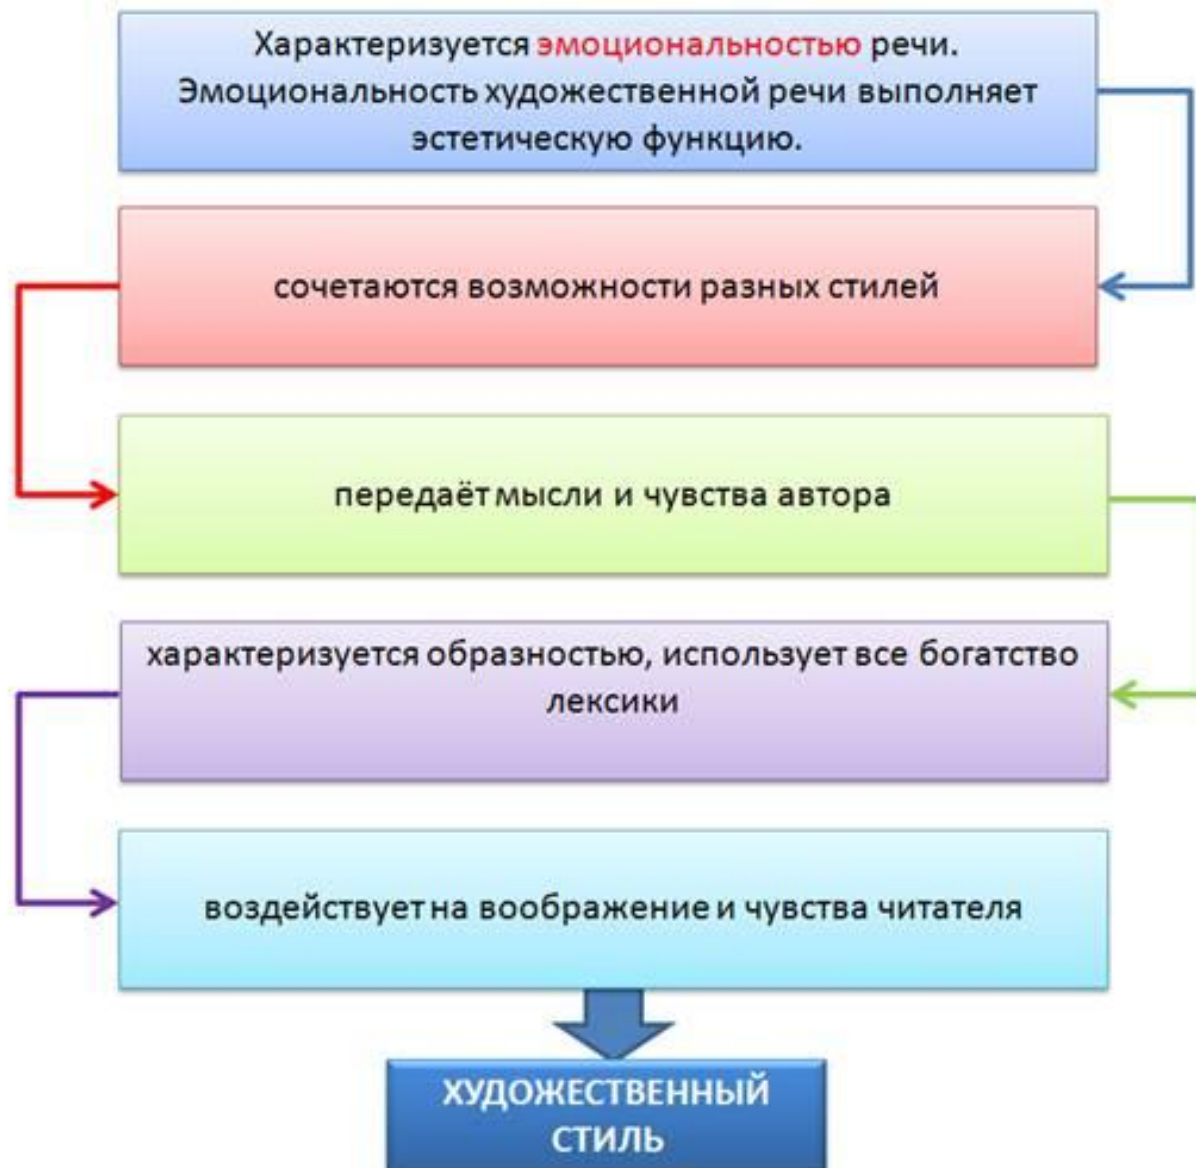 Характеризуется эмоциональностью речи.
Эмоциональность художественной речи выполняет
эстетическую функцию.
сочетаются возможности разных стилей
передаёт мысли и чувства автора
характеризуется образностью, использует все богатство
лексики
воздействует на воображение и чувства читателя
ХУДОЖЕСТВЕННЫЙ
СТИЛЬ